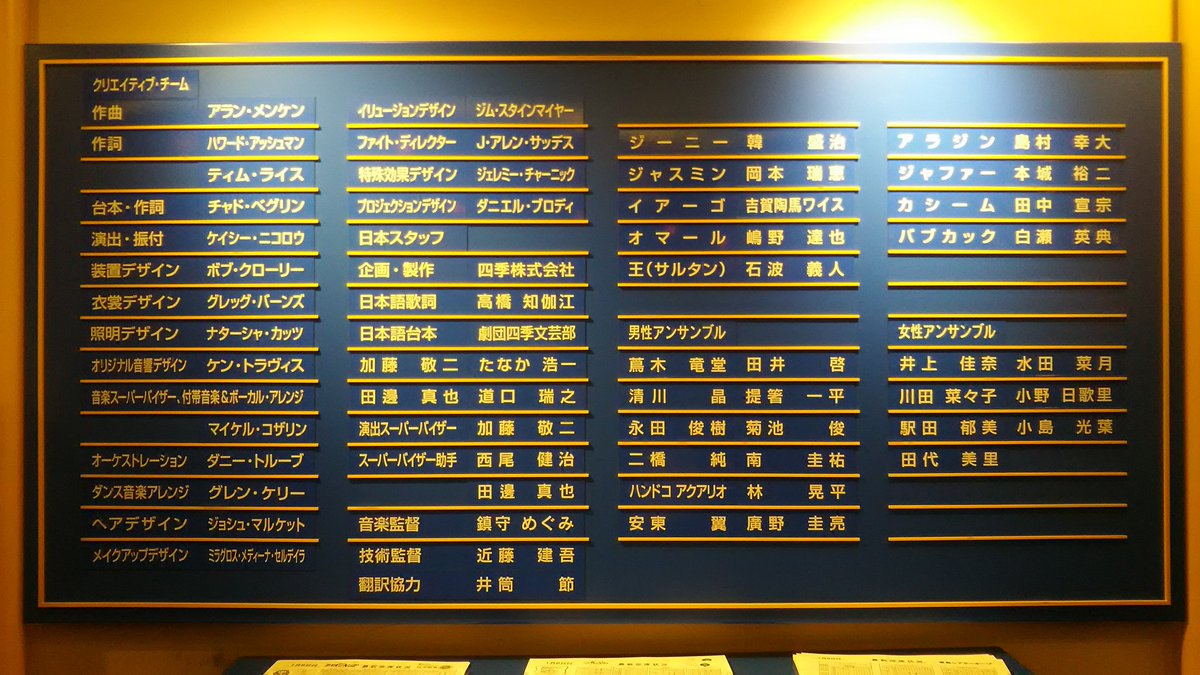 クリエイティブ・チーム
作曲 アラン・メンケン
作詞 ハワード・アッシュマン
ティム・ライス
台本・作詞 チャド・ベグリン
演出・振付 ケイシー・ニコロウ
装置デザイン ボブ・クローリー
衣裳デザイン グレッグ・バーンズ
照明デザイン ナターシャ・カッツ
オリジナル音響デザイン ケン・トラヴィス
音楽スーパーバイザー、付帯音楽&ボーカル・アレンジ
マイケル・コザリン
オーケストレーション ダニー・トルーブ
ダンス音楽アレンジ グレン・ケリー
ヘアデザイン ジョシュ・マルケット
メイクアップデザイン ミラグロス・メディーナ・セルデイラ
イリュージョンデザイン ジム・スタインマイヤー
ファイト・ディレクター J・アレン・サッデス
特殊効果デザイン ジェレミー・チャーニック
プロジェクションデザイン ダニエル・ブロディ
日本スタッフ
企画・製作 四季株式会社
日本語歌詞 高橋 知伽江
日本語台本 劇団四季文芸部
加藤 敬二 たなか 浩一
田邊 真也 道口 瑞之
演出スーパーバイザー 加藤 敬二
スーパーバイザー助手 西尾 健治
田邊 真也
音楽監督 鎮守 めぐみ
技術監督 近藤 建吾
翻訳協力 井筒 節
ジーニー 韓 盛治
ジャスミン 岡本 瑞恵
イアーゴ 吉賀陶馬ワイス
オマール 嶋野 達也
王(サルタン) 石波 義人
男性アンサンブル
蔦木 竜堂 田井 啓
清川 晶 提箸 一平
永田 俊樹 菊池 俊
二橋 純 南 圭祐
ハンドコ アクアリオ 林 晃平
安東 翼 廣野 圭亮
アラジン 島村 幸大
ジャファー 本城 裕二
カシーム 田中 宣宗
バブカック 白瀬 英典
女性アンサンブル
井上 佳奈 水田 菜月
川田 菜々子 小野 日歌里
駅田 郁美 小島 光葉
田代 美里